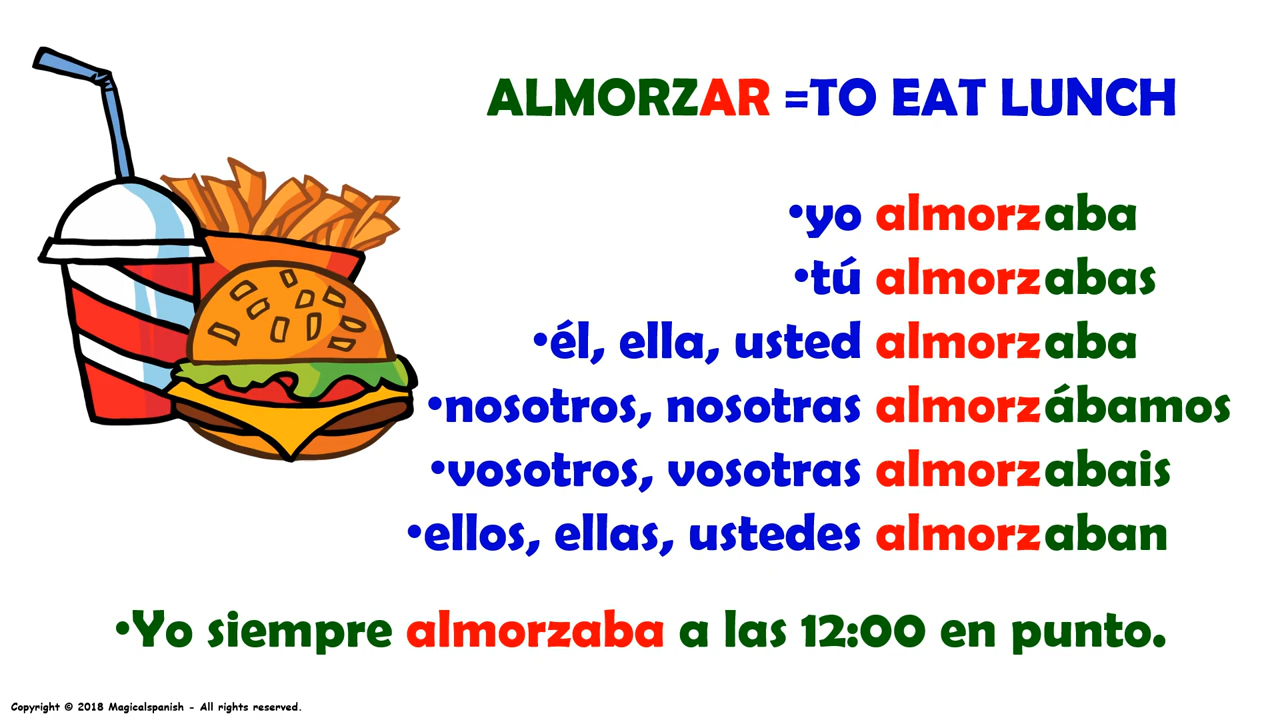 ALMORZAR =TO EAT LUNCH
•yo almorzaba
•tú almorzabas
•él, ella, usted almorzaba
•nosotros, nosotras almorzábamos
•vosotros, vosotras almorzabais
•ellos, ellas, ustedes almorzaban
•Yo siempre almorzaba a las 12:00 en punto.
Copyright © 2018 Magicalspanish - All rights reserved.